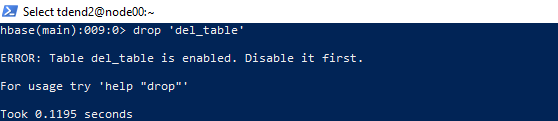 Select tdend2@node00:~
hbase(main):009:0> drop 'del_table'
ERROR: Table del_table is enabled. Disable it first.
For usage try 'help "drop"'
Took 0.1195 seconds